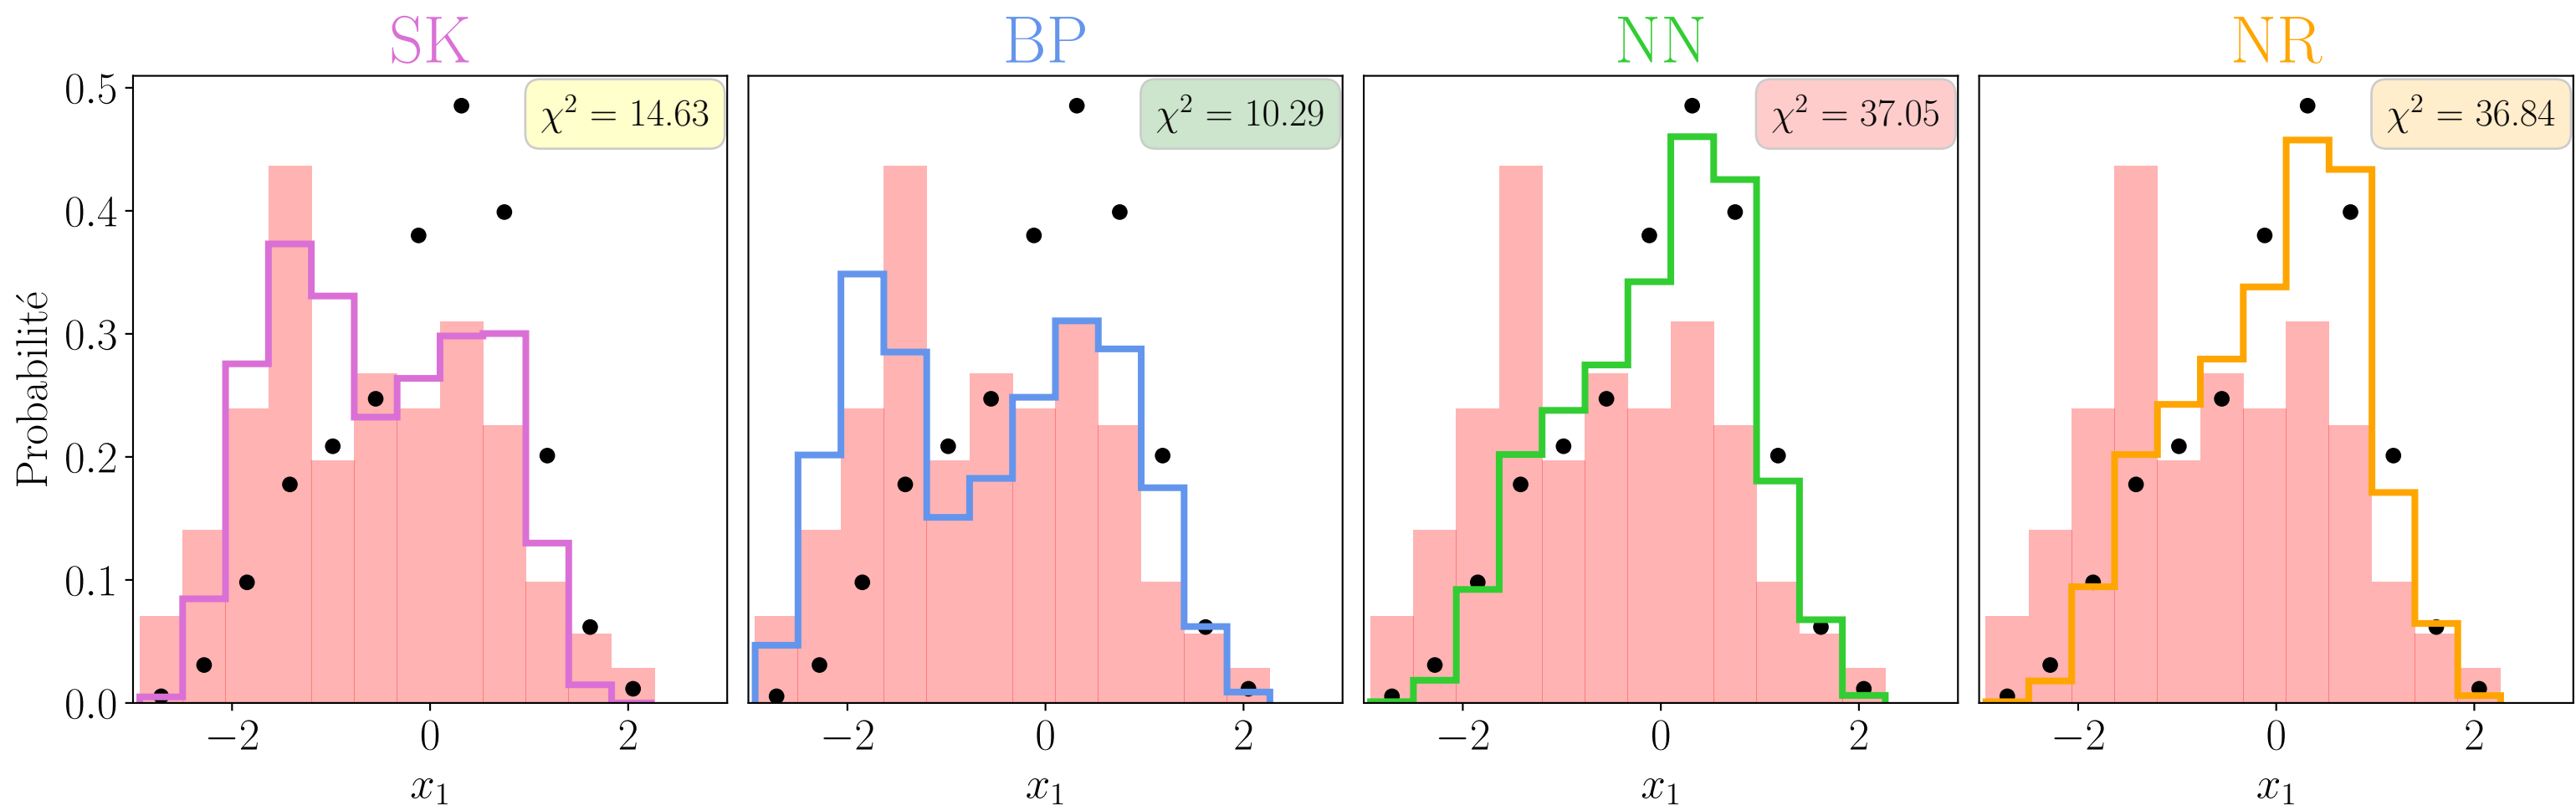 SK BP NN NR
χ² = 14.63 χ² = 10.29 χ² = 37.05 χ² = 36.84
Probabilité
0.5
0.4
0.3
0.2
0.1
0.0
−2 0 2 −2 0 2 −2 0 2 −2 0 2
x₁ x₁ x₁ x₁